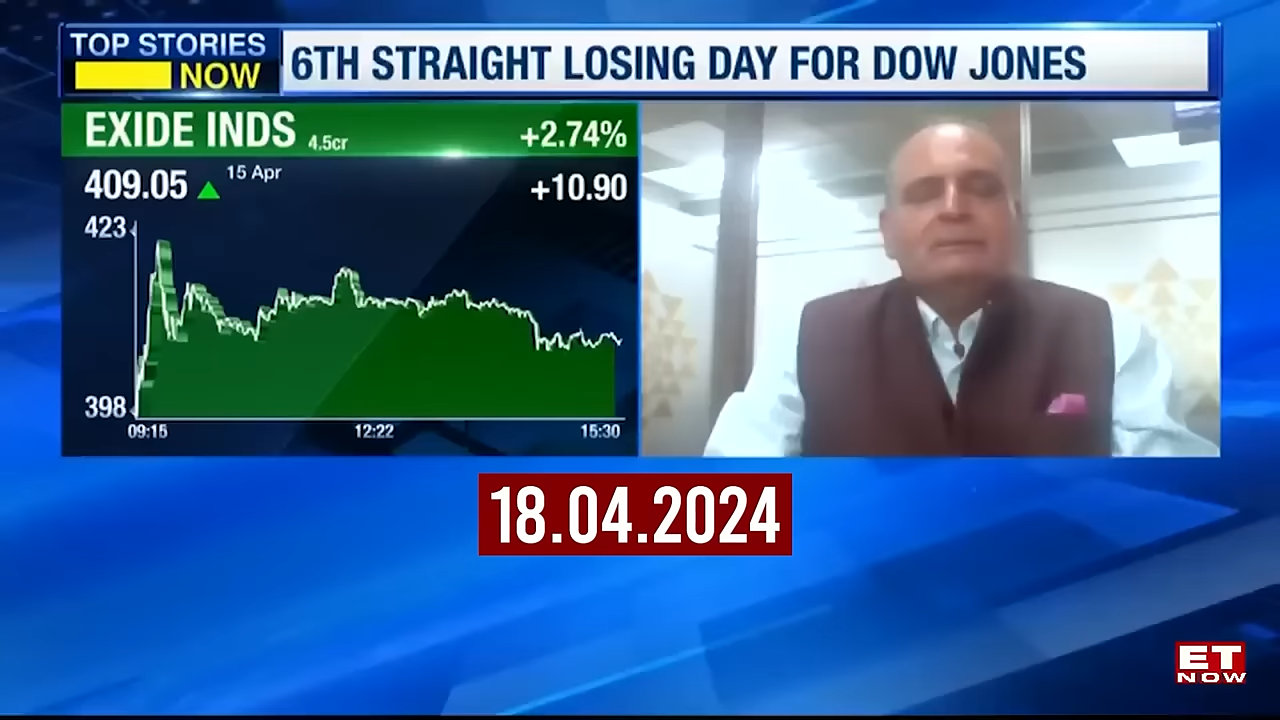 TOP STORIES
NOW
6TH STRAIGHT LOSING DAY FOR DOW JONES
EXIDE INDS 4.5cr +2.74%
409.05 15 Apr +10.90
423
398
09:15 12:22 15:30
18.04.2024
ET
NOW